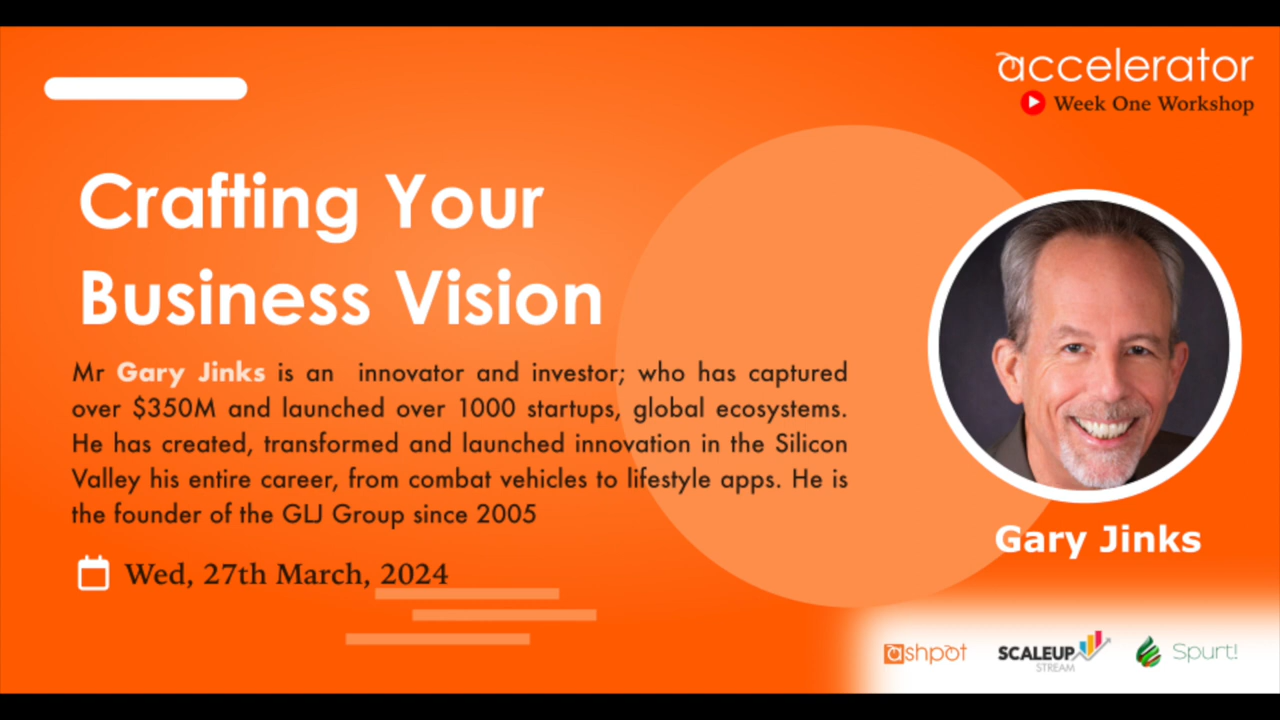 accelerator
Week One Workshop
Crafting Your
Business Vision
Mr Gary Jinks is an innovator and investor; who has captured
over $350M and launched over 1000 startups, global ecosystems.
He has created, transformed and launched innovation in the Silicon
Valley his entire career, from combat vehicles to lifestyle apps. He is
the founder of the GLJ Group since 2005
Wed, 27th March, 2024
Gary Jinks
ashpot
SCALEUP
STREAM
Spurt!